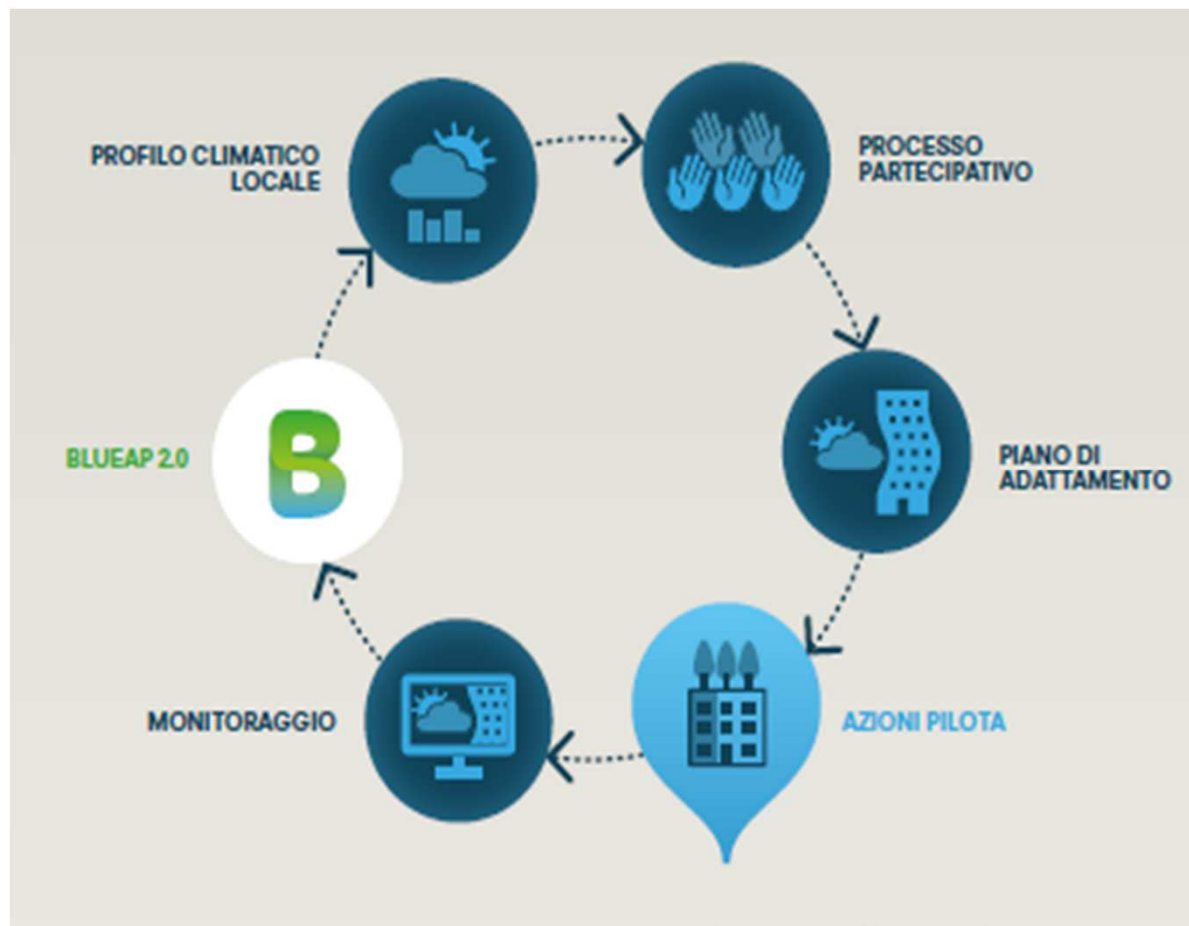 PROFILO CLIMATICO
LOCALE
PROCESSO
PARTECIPATIVO
PIANO DI
ADATTAMENTO
AZIONI PILOTA
MONITORAGGIO
BLUEAP 2.0
B